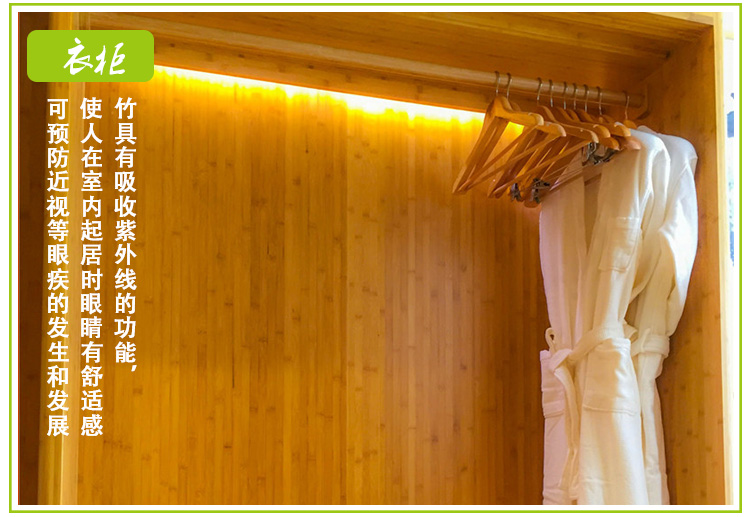 衣柜
竹具有吸收紫外线的功能，
使人在室内起居时眼睛有舒适感
可预防近视等眼疾的发生和发展